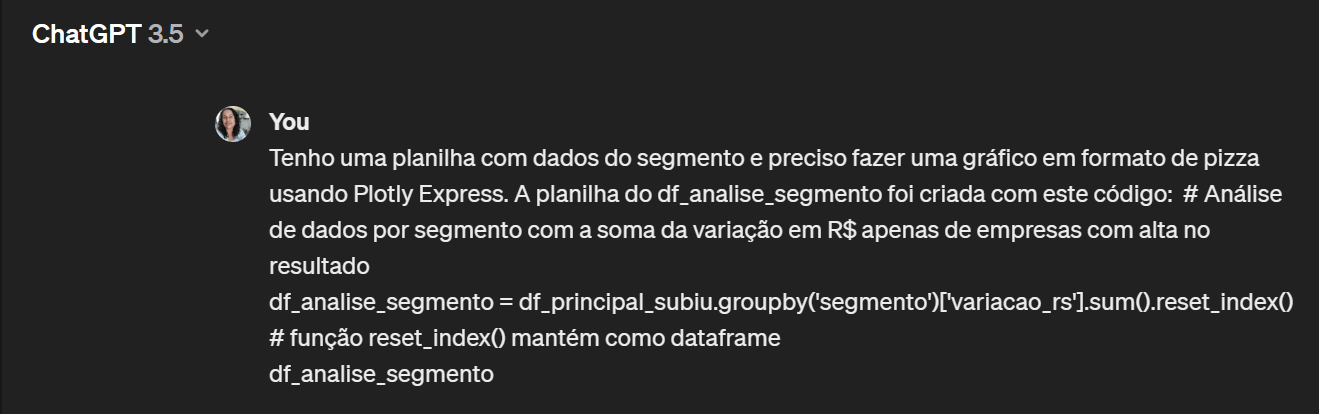 ChatGPT 3.5
You
Tenho uma planilha com dados do segmento e preciso fazer uma gráfico em formato de pizza
usando Plotly Express. A planilha do df_analise_segmento foi criada com este código:  # Análise
de dados por segmento com a soma da variação em R$ apenas de empresas com alta no
resultado
df_analise_segmento = df_principal_subiu.groupby('segmento')['variacao_rs'].sum().reset_index()
# função reset_index() mantém como dataframe
df_analise_segmento